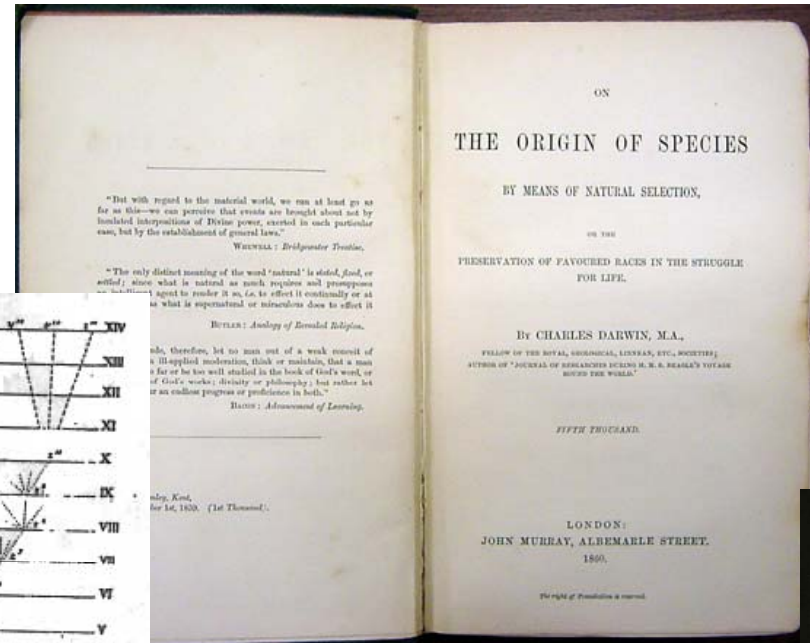 "But with regard to the material world, we can at least go so
far as this—we can perceive that events are brought about not by
insulated interpositions of Divine power, exerted in each particular
case, but by the establishment of general laws."
WHEWELL: Bridgewater Treatise.
"The only distinct meaning of the word 'natural' is stated, fixed, or
settled; since what is natural as much requires and presupposes
agent to render it so, i.e. to effect it continually or at
what is supernatural or miraculous does to effect it
BUTLER: Analogy of Revealed Religion.
therefore, let no man out of a weak conceit of
ill-applied moderation, think or maintain, that a man
far or be too well studied in the book of God's word, or
of God's works; divinity or philosophy; but rather let
an endless progress or proficience in both."
BACON: Advancement of Learning.
Kent,
1st, 1859. (1st Thousand).
ON
THE ORIGIN OF SPECIES
BY MEANS OF NATURAL SELECTION,
OR THE
PRESERVATION OF FAVOURED RACES IN THE STRUGGLE
FOR LIFE.
BY CHARLES DARWIN, M.A.,
FELLOW OF THE ROYAL, GEOLOGICAL, LINNEAN, ETC., SOCIETIES;
AUTHOR OF 'JOURNAL OF RESEARCHES DURING H. M. S. BEAGLE'S VOYAGE
ROUND THE WORLD.'
FIFTH THOUSAND.
LONDON:
JOHN MURRAY, ALBEMARLE STREET.
1860.
The right of Translation is reserved.
XIV
XIII
XII
XI
X
IX
VIII
VII
VI
V